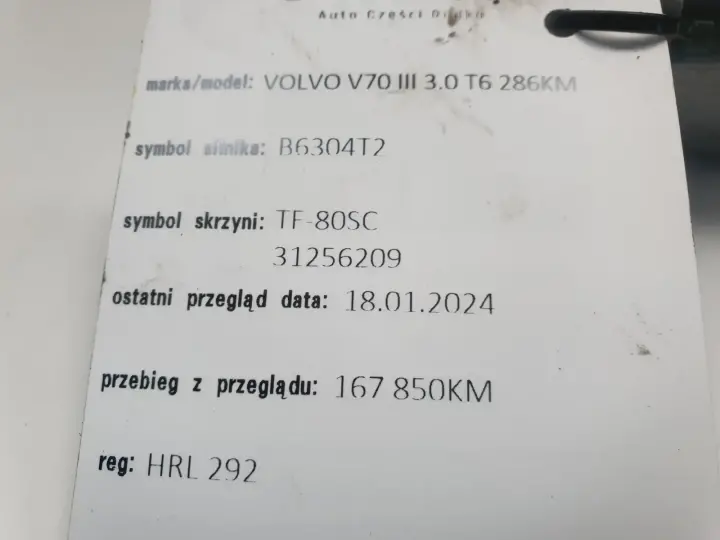 Auto Części
marka/model: VOLVO V70 III 3.0 T6 286KM
symbol silnika: B6304T2
symbol skrzyni: TF-80SC
31256209
ostatni przegląd data: 18.01.2024
przebieg z przeglądu: 167 850KM
reg: HRL 292